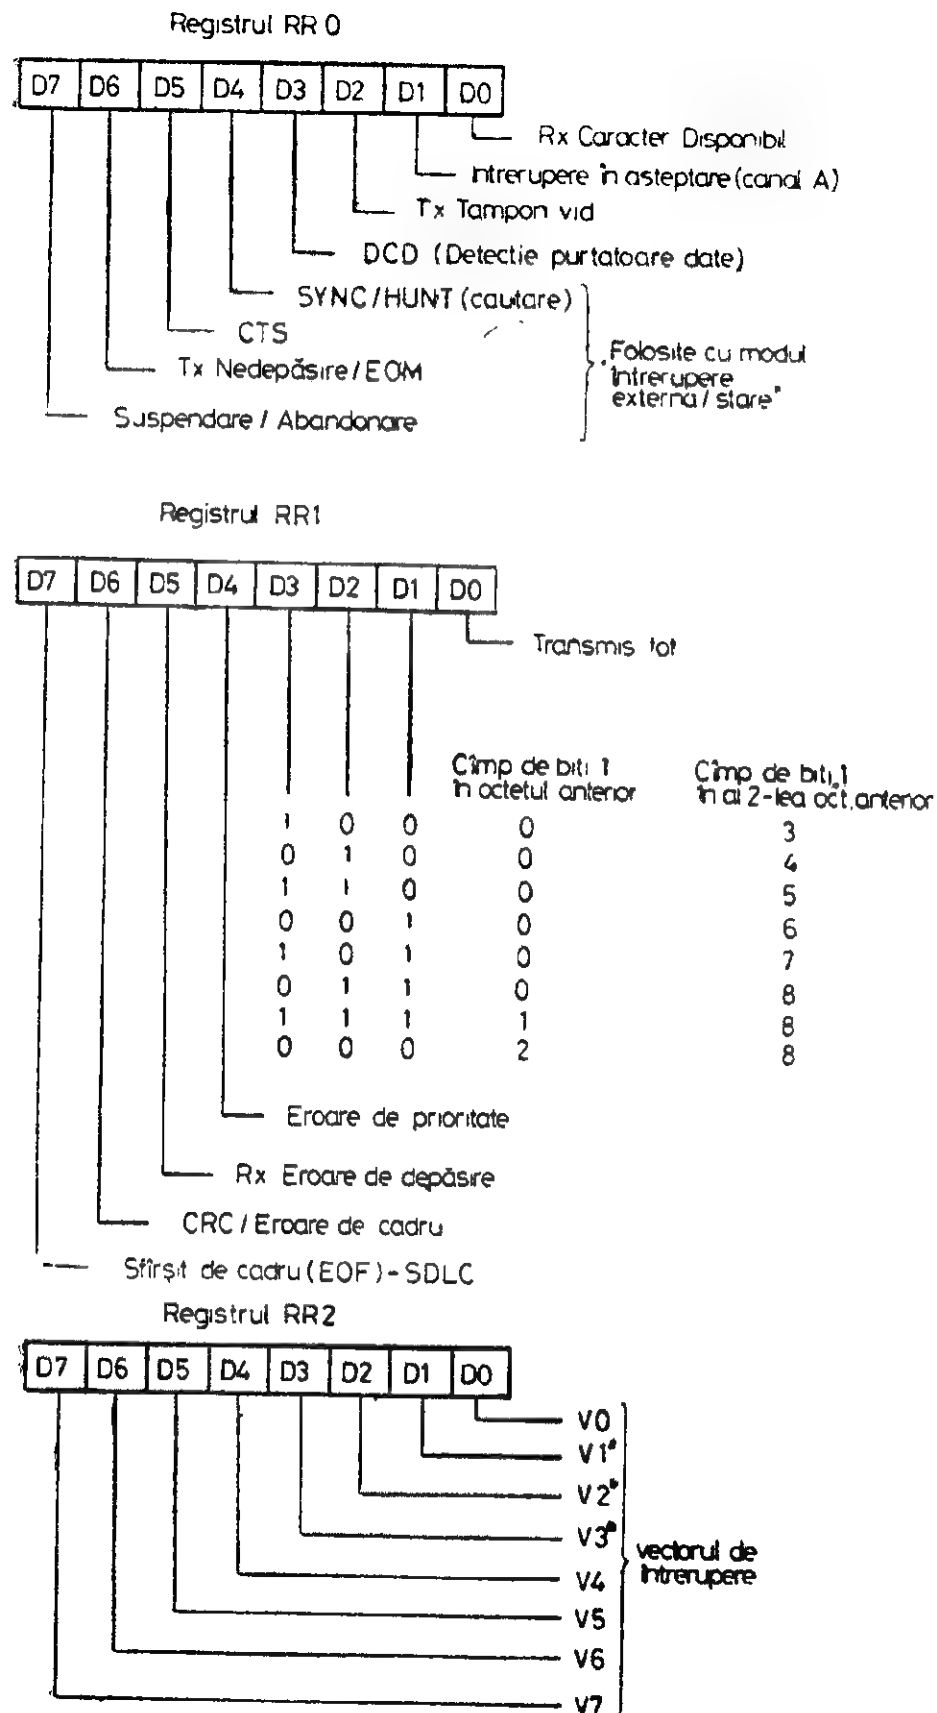 Registrul RR0
D7 D6 D5 D4 D3 D2 D1 D0
Rx Caracter Disponibil
Intrerupere în asteptare (canal A)
Tx Tampon vid
DCD (Detectie purtatoare date)
SYNC/HUNT (cautare)
CTS
Tx Nedepăsire/EOM
Suspendare / Abandonare
"Folosite cu modul
întrerupere
externa / stare"
Registrul RR1
D7 D6 D5 D4 D3 D2 D1 D0
Transmis tot
Cîmp de biti 1
în octetul anterior
Cîmp de biti 1
în al 2-lea oct. anterior
1 0 0 0 3
0 1 0 0 4
1 1 0 0 5
0 0 1 0 6
1 0 1 0 7
0 1 1 0 8
1 1 1 1 8
0 0 0 2 8
Eroare de prioritate
Rx Eroare de depăsire
CRC / Eroare de cadru
Sfîrşit de cadru (EOF) - SDLC
Registrul RR2
D7 D6 D5 D4 D3 D2 D1 D0
V0
V1*
V2*
V3*
V4
V5
V6
V7
vectorul de
întrerupere